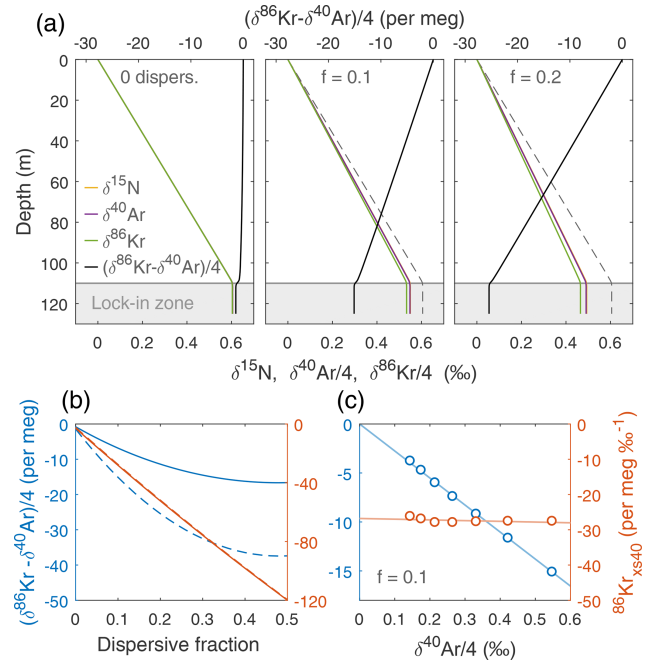 (a)
(δ⁸⁶Kr-δ⁴⁰Ar)/4 (per meg)
-30 -20 -10 0
-30 -20 -10 0
-30 -20 -10 0
0 dispers.
f = 0.1
f = 0.2
Depth (m)
0
20
40
60
80
100
120
δ¹⁵N
δ⁴⁰Ar
δ⁸⁶Kr
(δ⁸⁶Kr-δ⁴⁰Ar)/4
Lock-in zone
0 0.2 0.4 0.6
0 0.2 0.4 0.6
0 0.2 0.4 0.6
δ¹⁵N, δ⁴⁰Ar/4, δ⁸⁶Kr/4 (‰)
(b)
(δ⁸⁶Kr -δ⁴⁰Ar)/4 (per meg)
0
-10
-20
-30
-40
-50
0
-40
-80
-120
0 0.1 0.2 0.3 0.4 0.5
Dispersive fraction
(c)
0
-5
-10
-15
f = 0.1
0
-10
-20
-30
-40
-50
⁸⁶Krₓₛ₄₀ (per meg ‰⁻¹)
0 0.1 0.2 0.3 0.4 0.5 0.6
δ⁴⁰Ar/4 (‰)